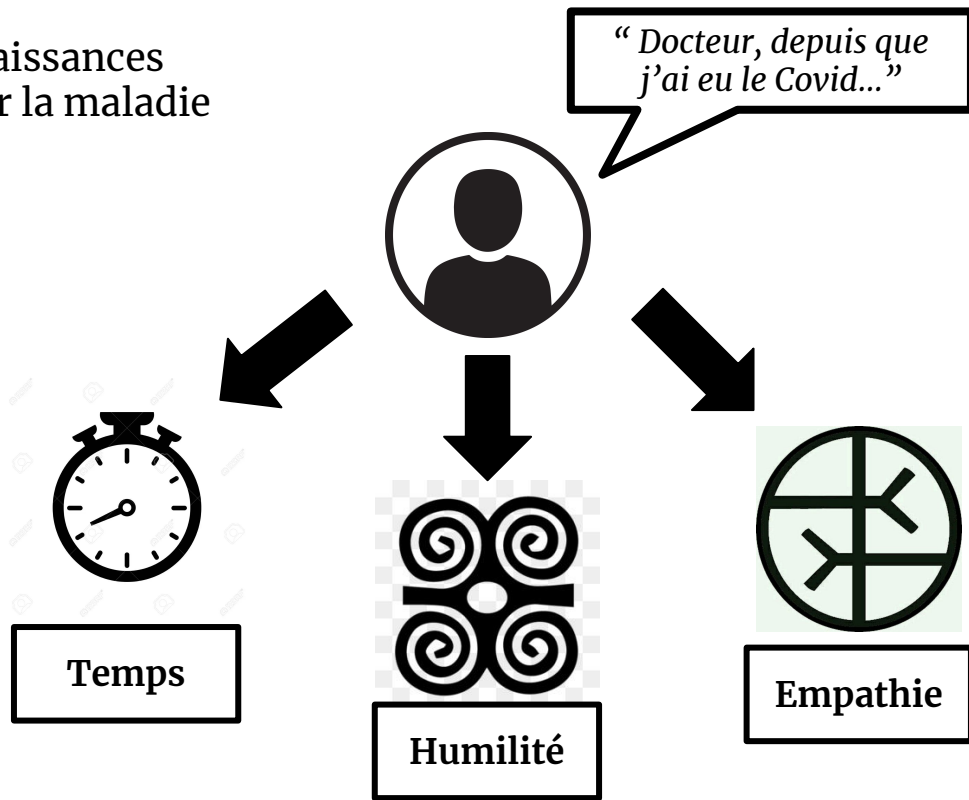 aissances
r la maladie
“ Docteur, depuis que
j’ai eu le Covid...”
Temps
Humilité
Empathie